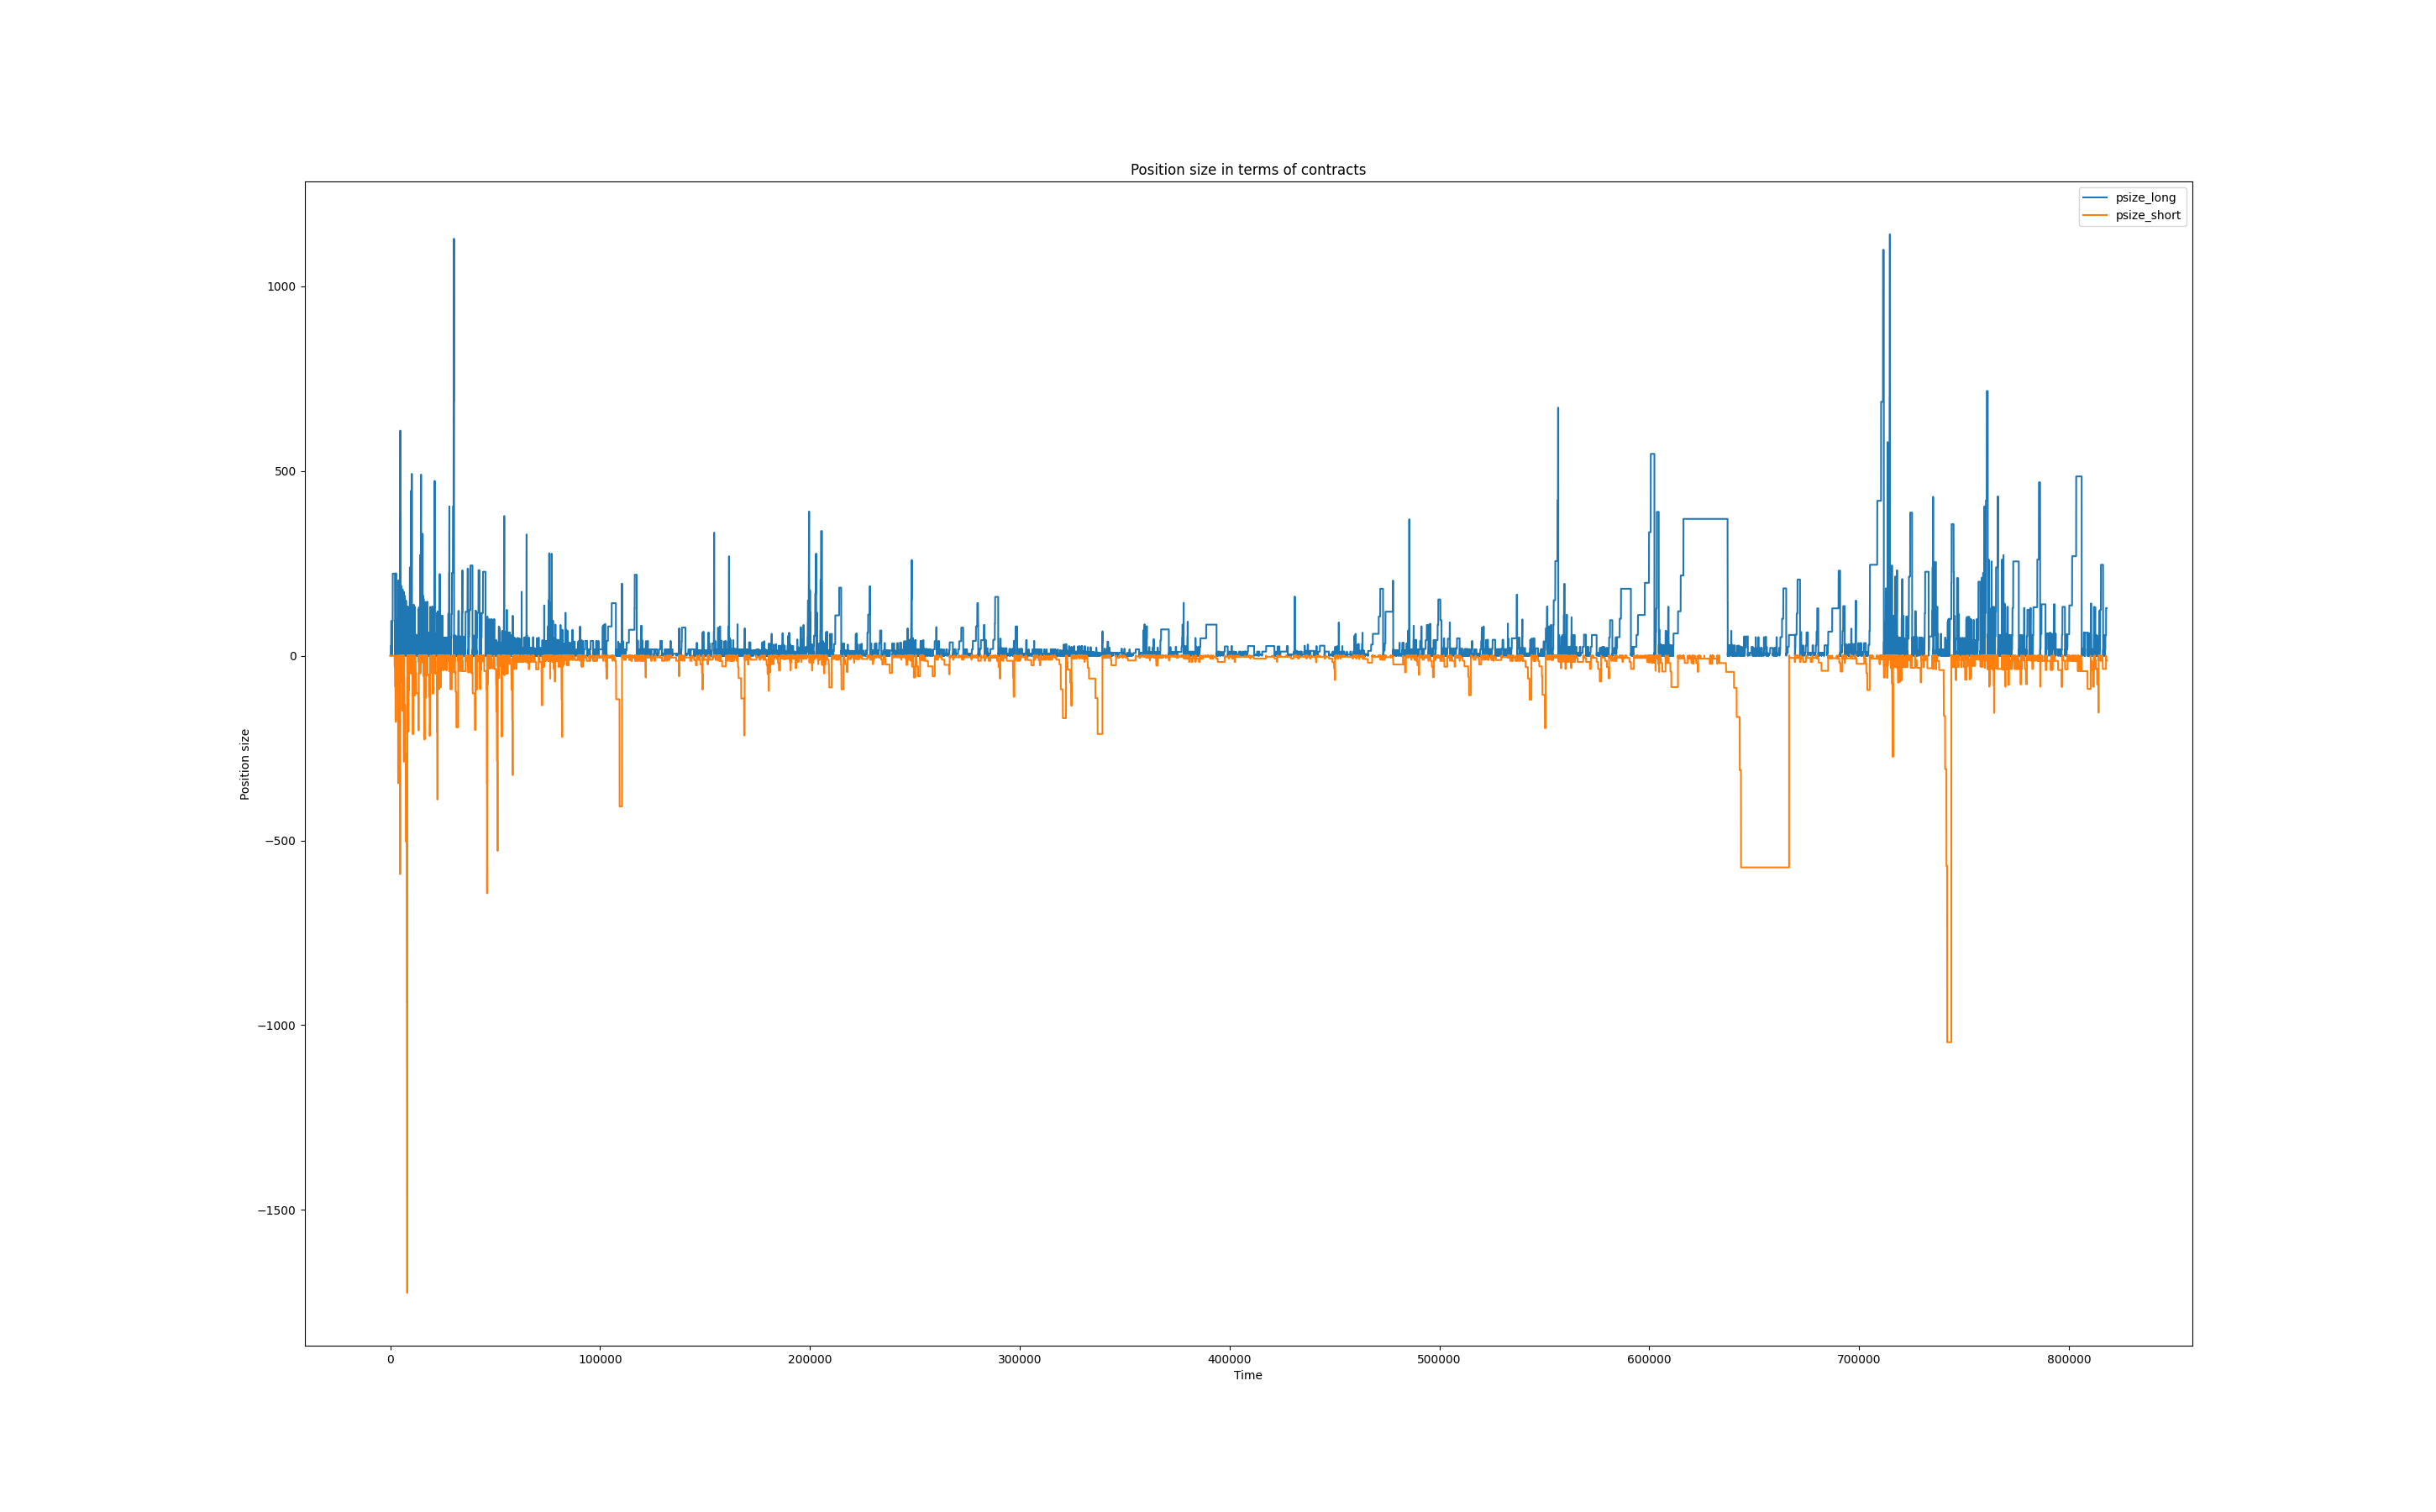 Position size in terms of contracts
psize_long
psize_short
1000
500
0
−500
−1000
−1500
Position size
0 100000 200000 300000 400000 500000 600000 700000 800000
Time